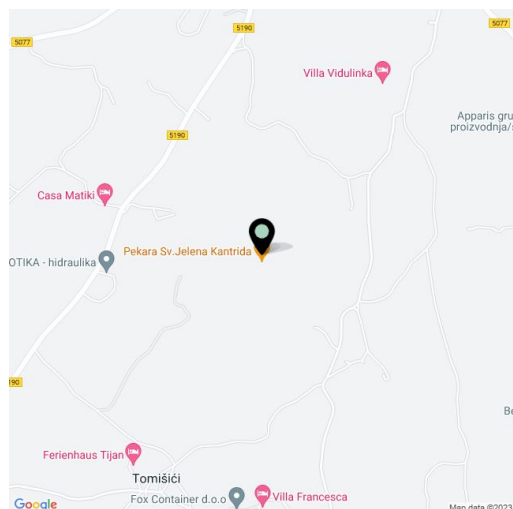 5077
5190
5077
Villa Vidulinka
Apparis gru
proizvodnja/s
5190
Casa Matiki
Pekara Sv.Jelena Kantrida
OTIKA - hidraulika
190
Be
Ferienhaus Tijan
Tomišići
Fox Container d.o.o
Villa Francesca
Google
Map data ©2023